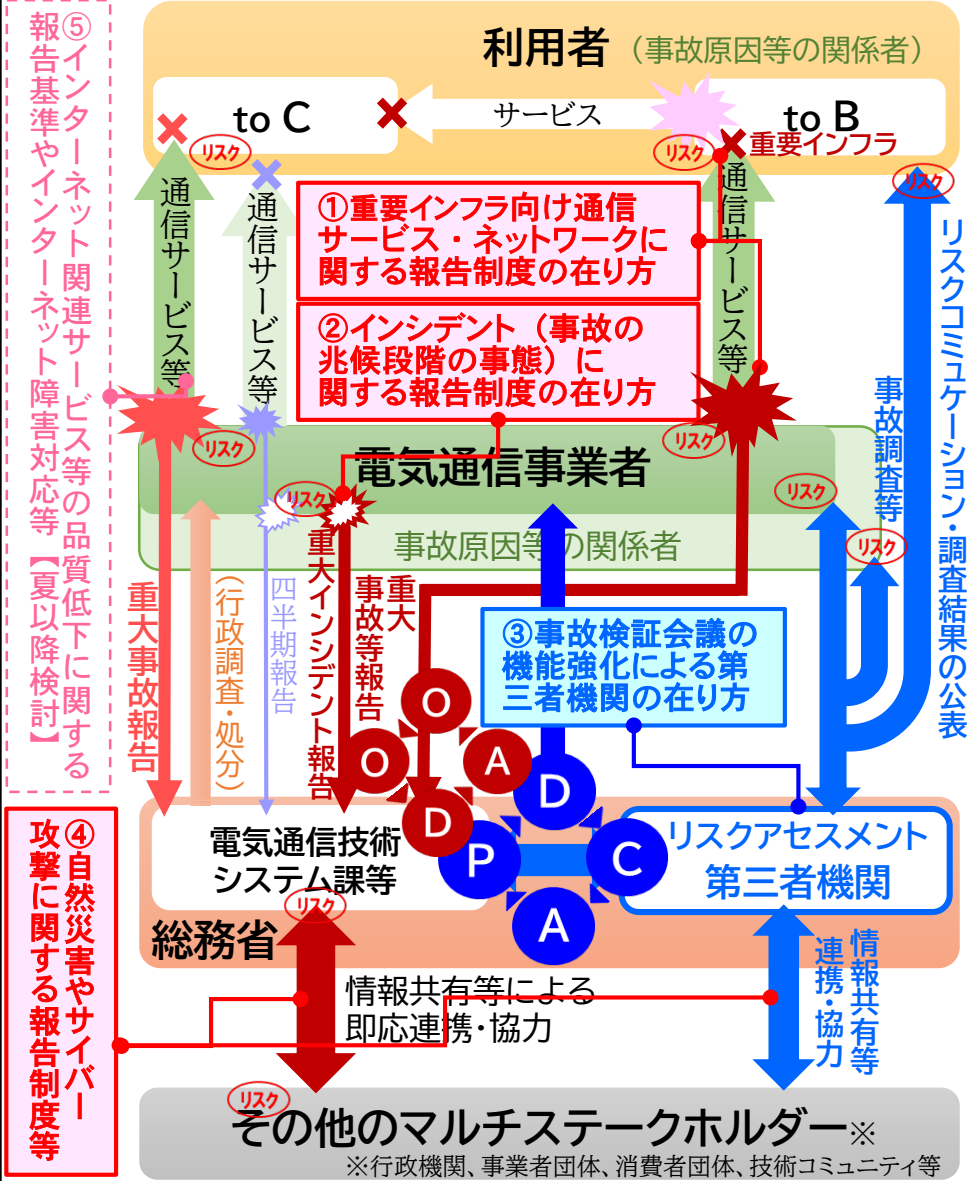 ⑤インターネット関連サービス等の品質低下に関する
報告基準やインターネット障害対応等【夏以降検討】
利用者（事故原因等の関係者）
to C
サービス
to B
重要インフラ
リスク
リスク
リスク
通信サービス等
通信サービス等
通信サービス等
①重要インフラ向け通信
サービス・ネットワークに
関する報告制度の在り方
②インシデント（事故の
兆候段階の事態）に
関する報告制度の在り方
リスクコミュケーション・調査結果の公表
事故調査等
リスク
リスク
電気通信事業者
リスク
リスク
事故原因等の関係者
リスク
重大事故報告
（行政調査・処分）
四半期報告
重大インシデント報告
重大
事故等報告
③事故検証会議の
機能強化による第
三者機関の在り方
O
O
A
D
D
P
C
A
電気通信技術
システム課等
リスク
リスクアセスメント
第三者機関
総務省
④自然災害やサイバー
攻撃に関する報告制度等
情報共有等による
即応連携・協力
情報共有等
連携・協力
リスク
その他のマルチステークホルダー※
※行政機関、事業者団体、消費者団体、技術コミュニティ等